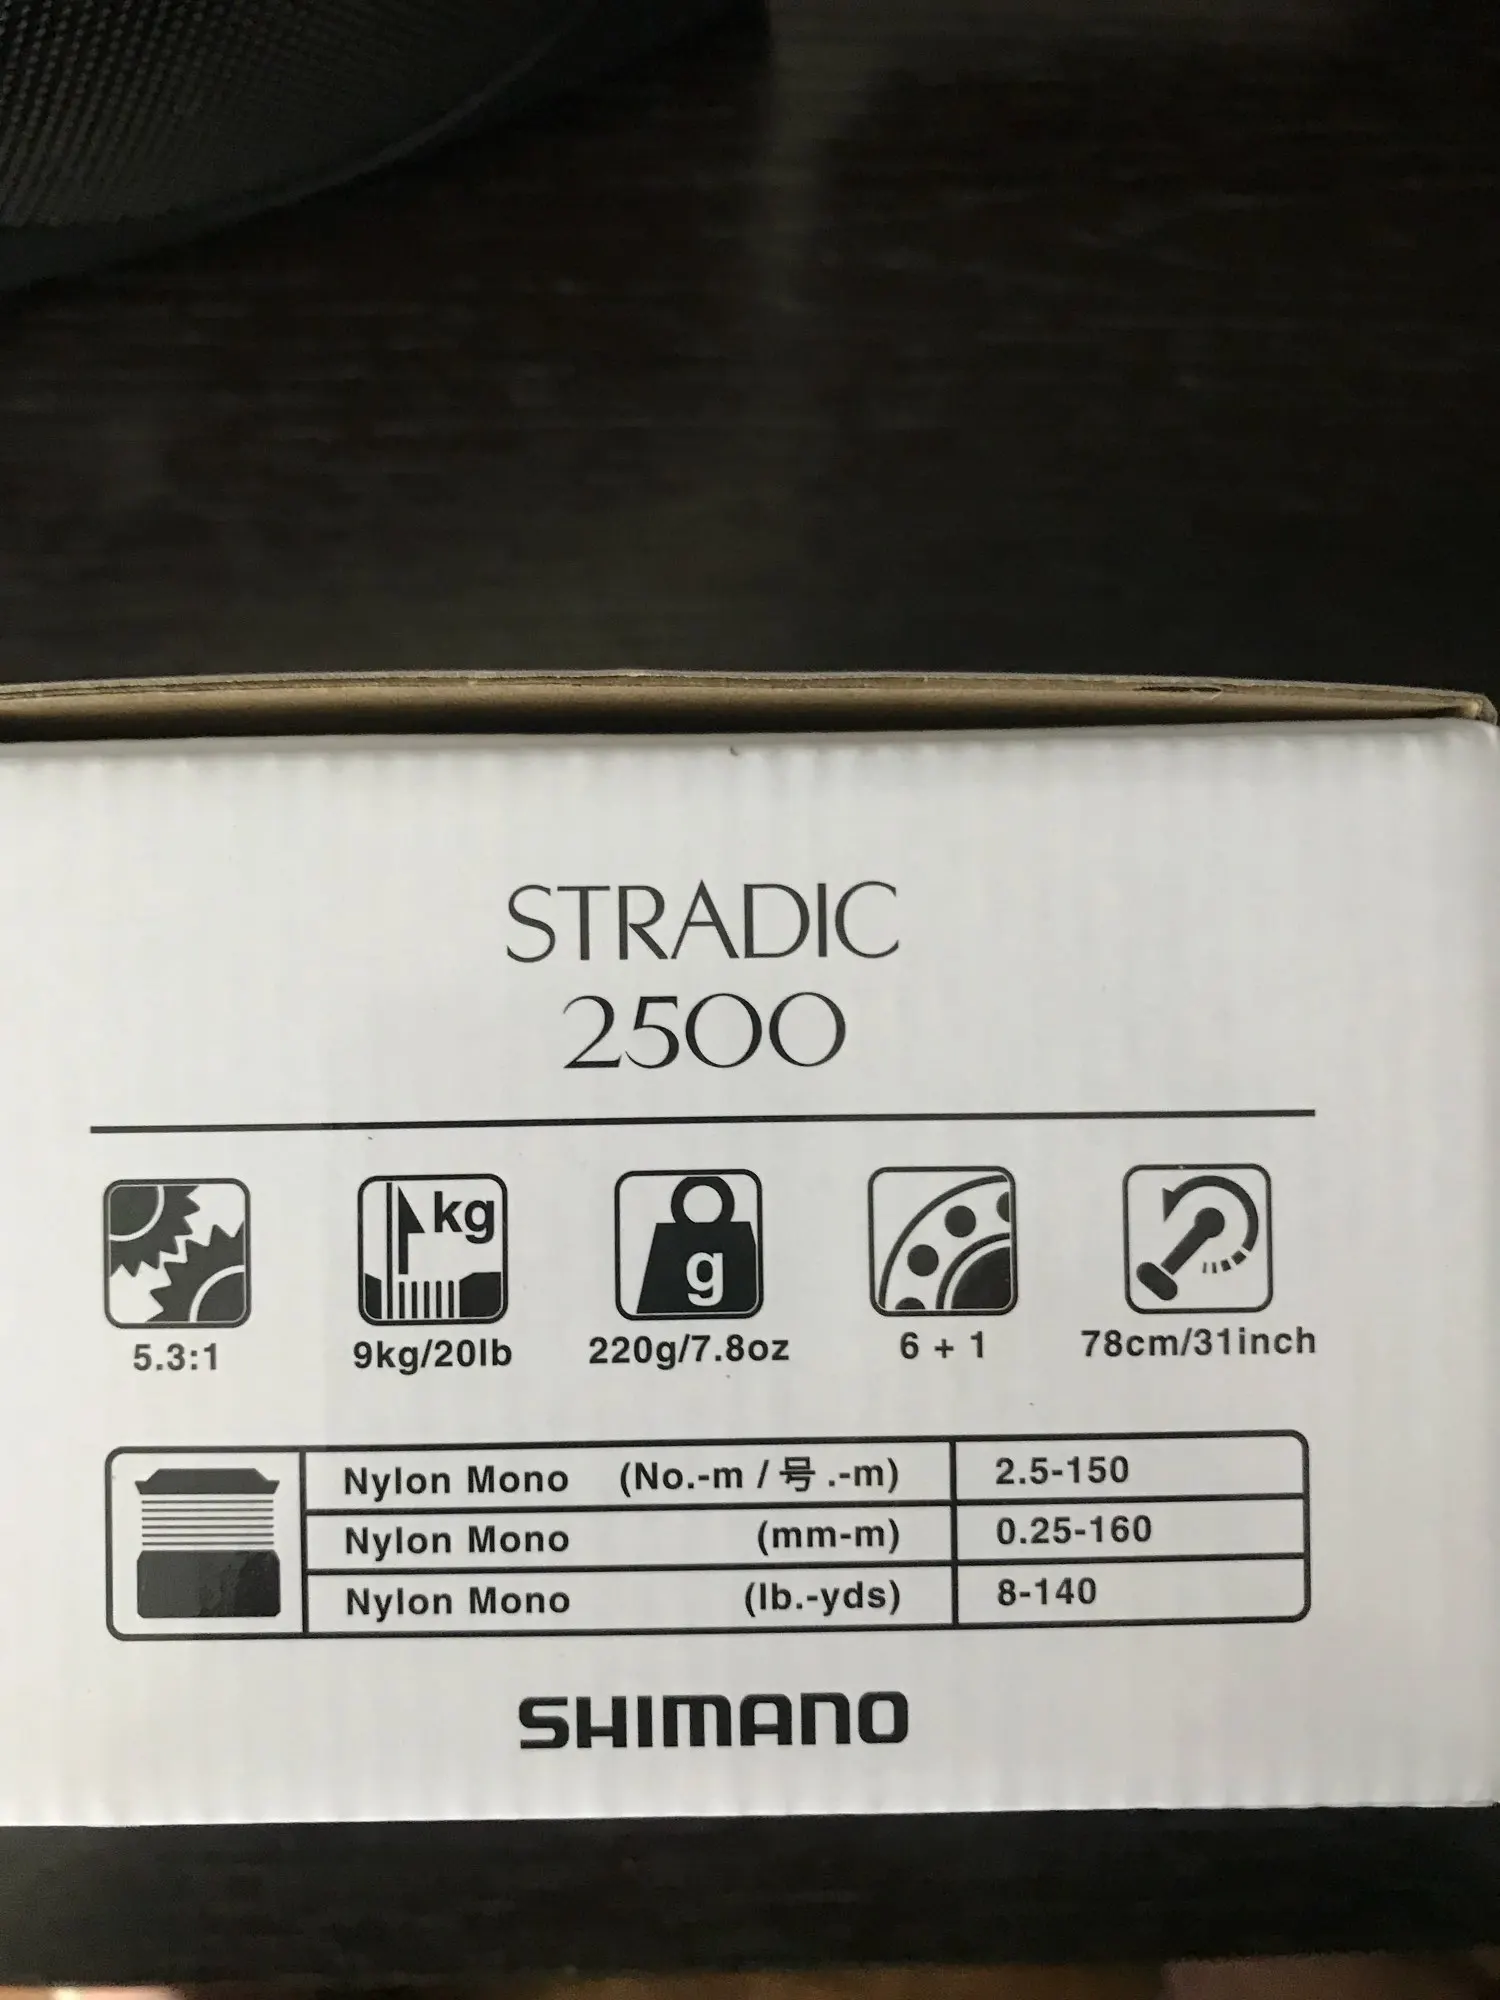 STRADIC
2500
kg
g
5.3:1 9kg/20lb 220g/7.8oz 6 + 1 78cm/31inch
Nylon Mono (No.-m / 号 .-m) 2.5-150
Nylon Mono (mm-m) 0.25-160
Nylon Mono (lb.-yds) 8-140
SHIMANO